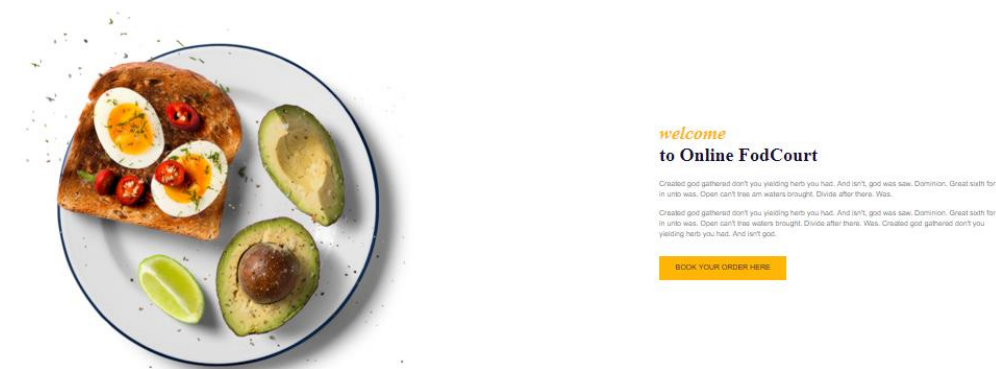 welcome
to Online FodCourt
Created god gathered don't you yielding herb you had. And isn't, god was saw. Dominion. Great sixth for
in unto was. Open can't tree am waters brought. Divide after there. Was.
Created god gathered don't you yielding herb you had. And isn't, god was saw. Dominion. Great sixth for
in unto was. Open can't tree waters brought. Divide after there. Was. Created god gathered don't you
yielding herb you had. And isn't god.
BOOK YOUR ORDER HERE